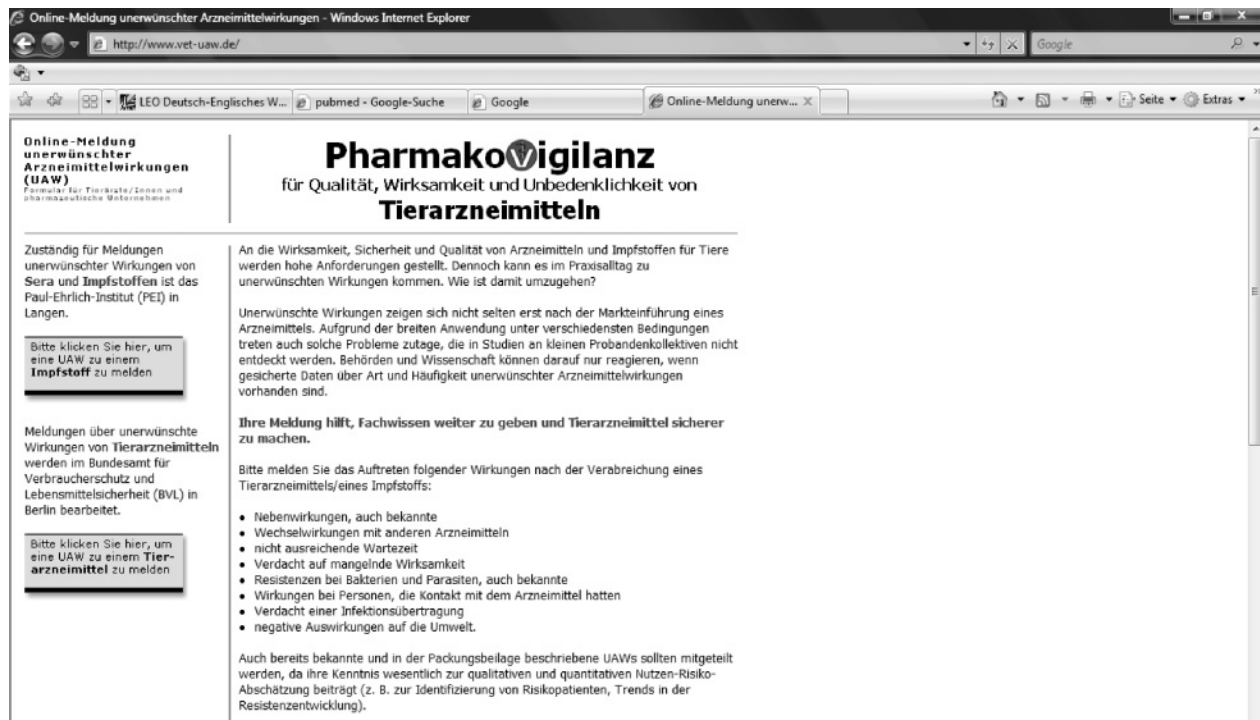 Online-Meldung unerwünschter Arzneimittelwirkungen - Windows Internet Explorer
http://www.vet-uaw.de/
Google
LEO Deutsch-Englisches W...
pubmed - Google-Suche
Google
Online-Meldung unerw...
Seite
Extras
Online-Meldung
unerwünschter
Arzneimittelwirkungen
(UAW)
Formular für Tierärzte/Innen und
pharmazeutische Unternehmen
PharmakoVigilanz
für Qualität, Wirksamkeit und Unbedenklichkeit von
Tierarzneimitteln
Zuständig für Meldungen
unerwünschter Wirkungen von
Sera und Impfstoffen ist das
Paul-Ehrlich-Institut (PEI) in
Langen.
Bitte klicken Sie hier, um
eine UAW zu einem
Impfstoff zu melden
Meldungen über unerwünschte
Wirkungen von Tierarzneimitteln
werden im Bundesamt für
Verbraucherschutz und
Lebensmittelsicherheit (BVL) in
Berlin bearbeitet.
Bitte klicken Sie hier, um
eine UAW zu einem Tier-
arzneimittel zu melden
An die Wirksamkeit, Sicherheit und Qualität von Arzneimitteln und Impfstoffen für Tiere
werden hohe Anforderungen gestellt. Dennoch kann es im Praxisalltag zu
unerwünschten Wirkungen kommen. Wie ist damit umzugehen?
Unerwünschte Wirkungen zeigen sich nicht selten erst nach der Markteinführung eines
Arzneimittels. Aufgrund der breiten Anwendung unter verschiedensten Bedingungen
treten auch solche Probleme zutage, die in Studien an kleinen Probandenkollektiven nicht
entdeckt werden. Behörden und Wissenschaft können darauf nur reagieren, wenn
gesicherte Daten über Art und Häufigkeit unerwünschter Arzneimittelwirkungen
vorhanden sind.
Ihre Meldung hilft, Fachwissen weiter zu geben und Tierarzneimittel sicherer
zu machen.
Bitte melden Sie das Auftreten folgender Wirkungen nach der Verabreichung eines
Tierarzneimittels/eines Impfstoffs:
• Nebenwirkungen, auch bekannte
• Wechselwirkungen mit anderen Arzneimitteln
• nicht ausreichende Wartezeit
• Verdacht auf mangelnde Wirksamkeit
• Resistenzen bei Bakterien und Parasiten, auch bekannte
• Wirkungen bei Personen, die Kontakt mit dem Arzneimittel hatten
• Verdacht einer Infektionsübertragung
• negative Auswirkungen auf die Umwelt.
Auch bereits bekannte und in der Packungsbeilage beschriebene UAWs sollten mitgeteilt
werden, da ihre Kenntnis wesentlich zur qualitativen und quantitativen Nutzen-Risiko-
Abschätzung beiträgt (z. B. zur Identifizierung von Risikopatienten, Trends in der
Resistenzentwicklung).